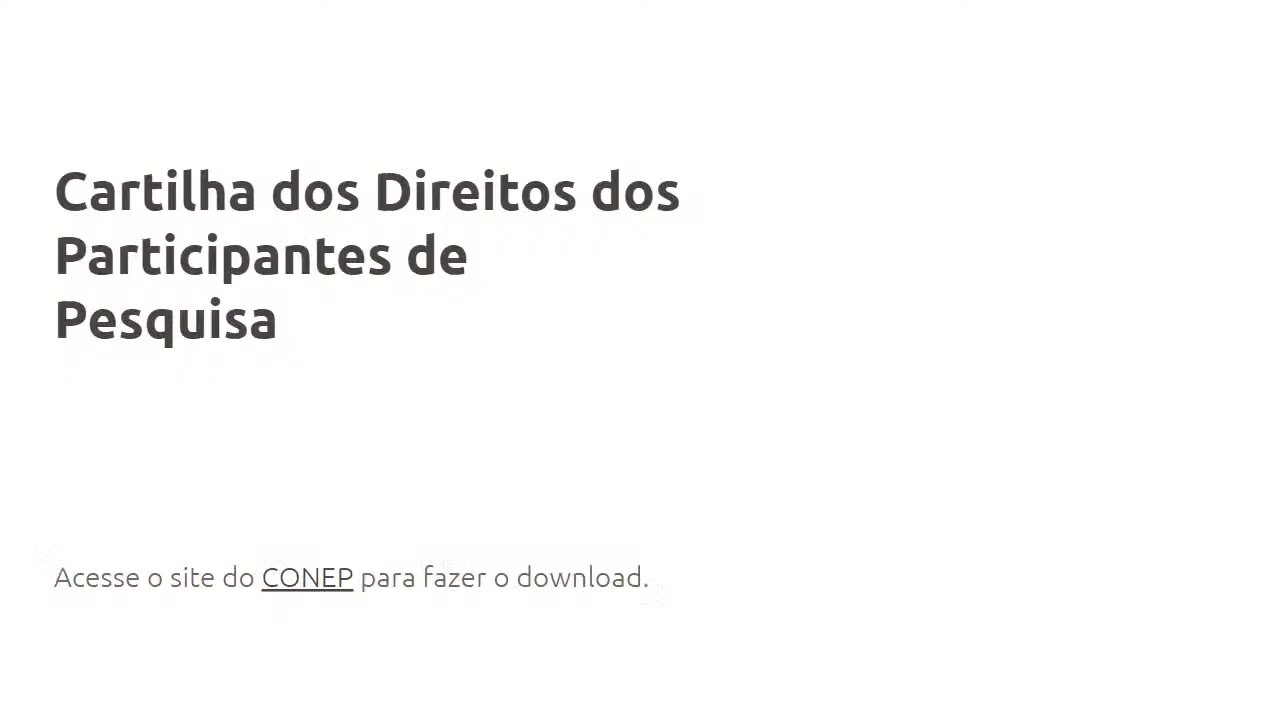 Cartilha dos Direitos dos
Participantes de
Pesquisa
Acesse o site do CONEP para fazer o download.